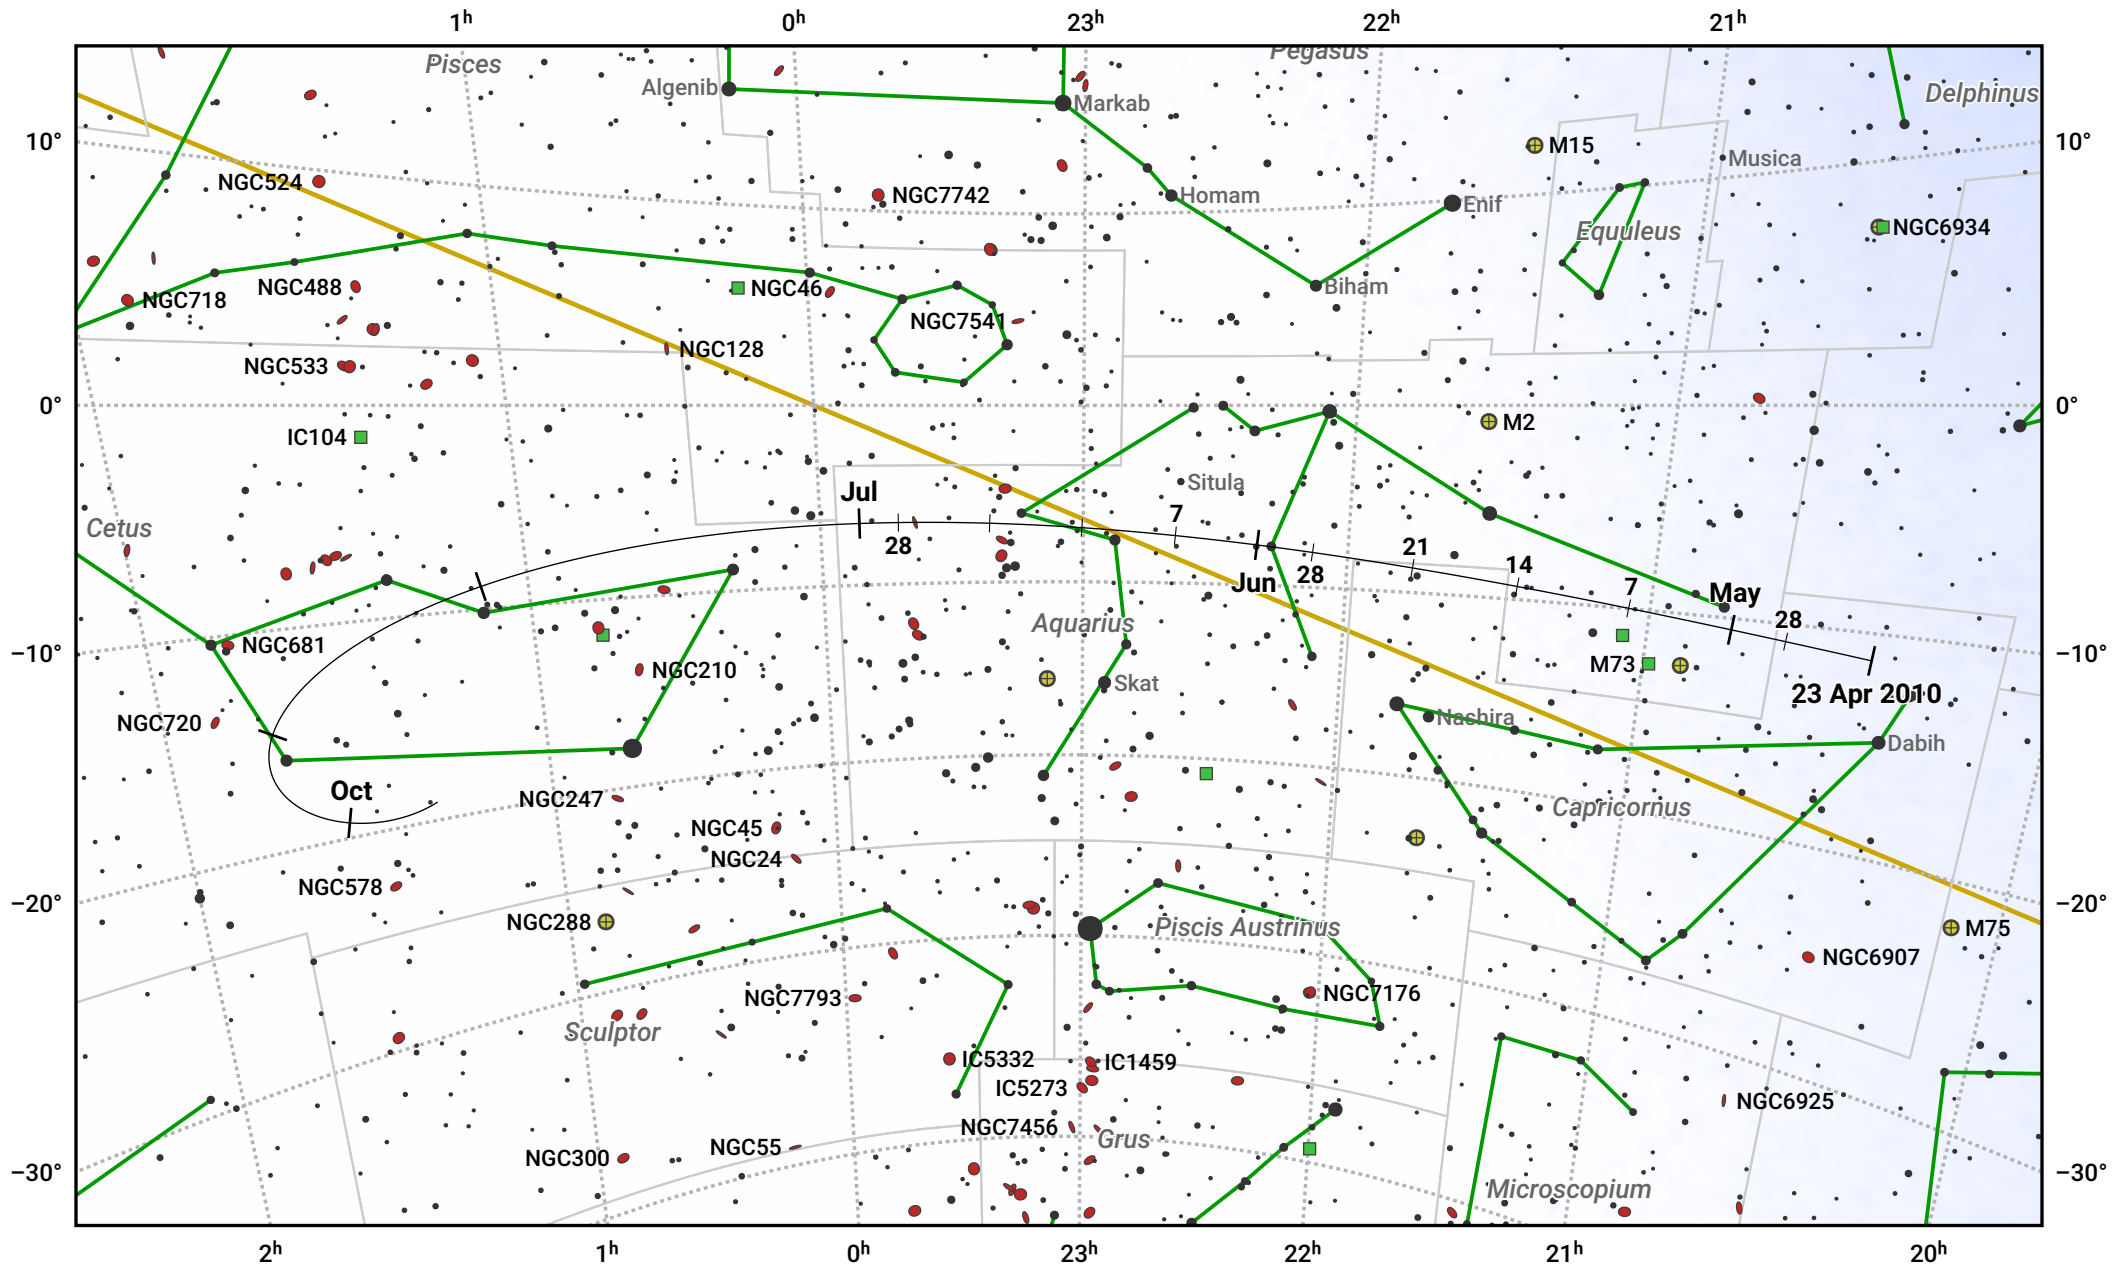 1h 0h 23h 22h 21h
Pisces
Pegasus
Algenib
Markab
Delphinus
10°
10°
M15
Musica
NGC524
NGC7742
Homam
Enif
Equuleus
NGC6934
NGC718
NGC488
NGC46
Biham
NGC7541
NGC128
NGC533
0°
0°
IC104
M2
Situla
Jul
Cetus
28
7
Jun
28
21
14
7
May
28
Aquarius
NGC681
−10°
−10°
NGC210
M73
Skat
23 Apr 2010
NGC720
Nashira
Dabih
Oct
NGC247
Capricornus
NGC45
NGC24
NGC578
−20°
−20°
NGC288
Piscis Austrinus
M75
NGC6907
NGC7793
NGC7176
Sculptor
IC5332
IC1459
IC5273
NGC6925
NGC7456
Grus
NGC55
NGC300
−30°
−30°
Microscopium
2h 1h 0h 23h 22h 21h 20h